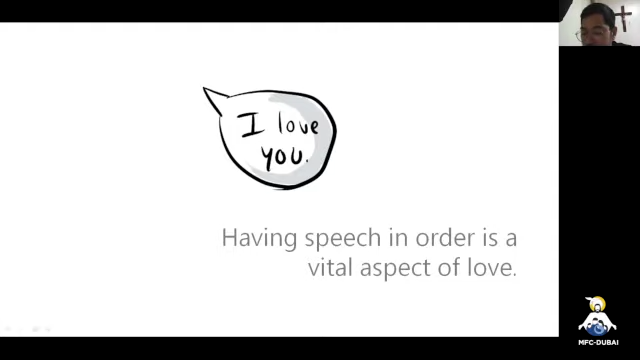 I love
you.
Having speech in order is a
vital aspect of love.
MFC-DUBAI